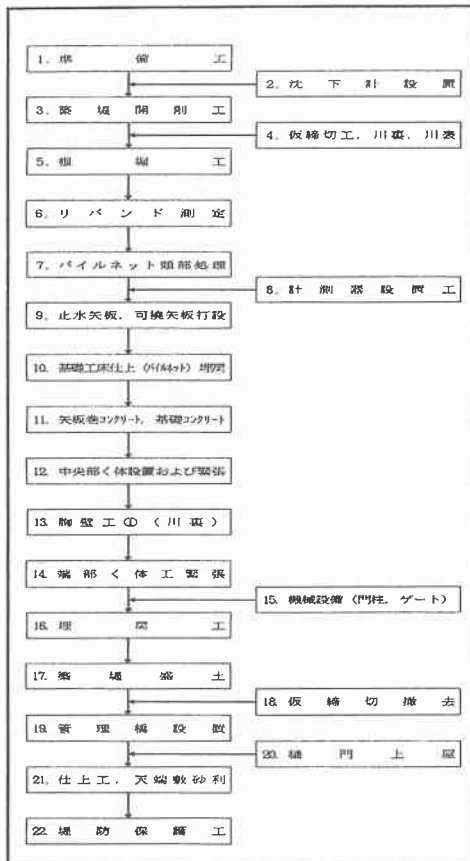 1. 準備工
2. 沈下計設置
3. 築堤開削工
4. 仮締切工, 川裏, 川表
5. 根堀工
6. リバンド測定
7. パイルネット頭部処理
8. 計測器設置工
9. 止水矢板, 可撓矢板打設
10. 基礎工床仕上 (パイルネット) 埋戻
11. 矢板巻コンクリート, 基礎コンクリート
12. 中央部く体設置および緊張
13. 胸壁工① (川裏)
14. 端部く体工緊張
15. 機械設備 (門柱, ゲート)
16. 埋戻工
17. 築堤盛土
18. 仮締切撤去
19. 管理橋設置
20. 樋門上屋
21. 仕上工, 天端敷砂利
22. 堤防保護工